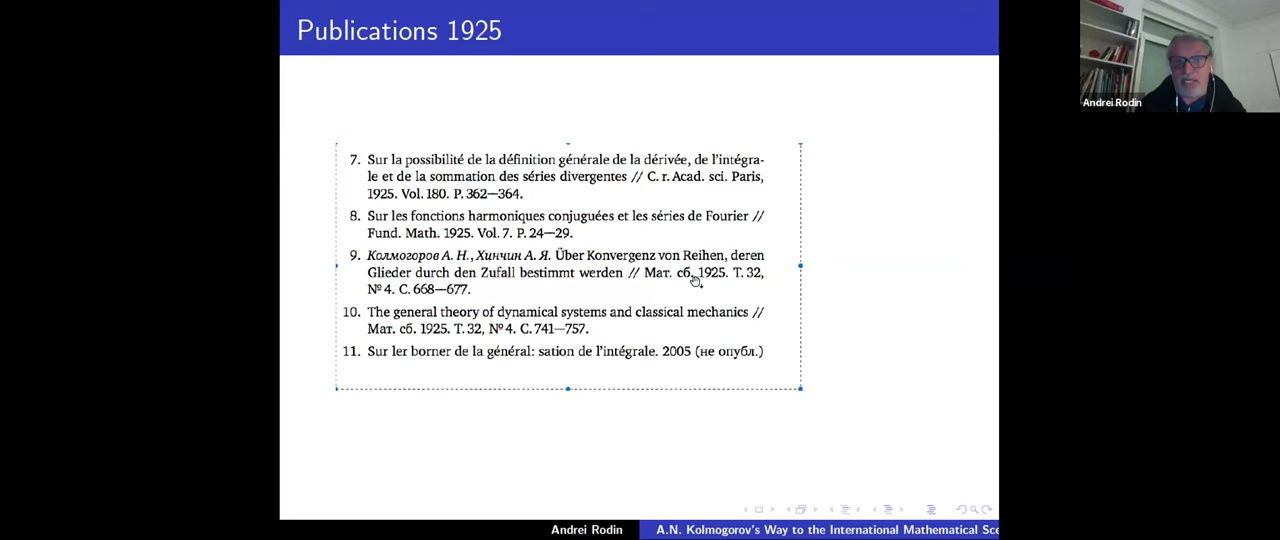 Publications 1925
Andrei Rodin
7. Sur la possibilité de la définition générale de la dérivée, de l'intégra-
le et de la sommation des séries divergentes // C. r. Acad. sci. Paris,
1925. Vol. 180. P. 362—364.
8. Sur les fonctions harmoniques conjuguées et les séries de Fourier //
Fund. Math. 1925. Vol. 7. P. 24—29.
9. Колмогоров А. Н., Хинчин А. Я. Über Konvergenz von Reihen, deren
Glieder durch den Zufall bestimmt werden // Мат. сб. 1925. Т. 32,
№ 4. С. 668—677.
10. The general theory of dynamical systems and classical mechanics //
Мат. сб. 1925. Т. 32, № 4. С. 741—757.
11. Sur ler borner de la général: sation de l'intégrale. 2005 (не опубл.)
Andrei Rodin
A.N. Kolmogorov's Way to the International Mathematical Sce